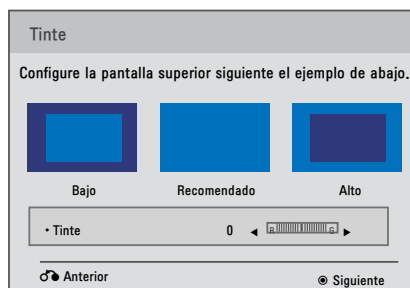 Tinte
Configure la pantalla superior siguiente el ejemplo de abajo.
Bajo Recomendado Alto
• Tinte 0 ◄ R G ►
Anterior
◉ Siguiente